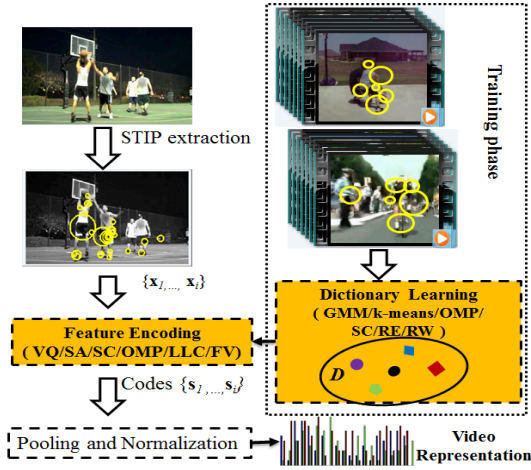 STIP extraction
{x1,..., xi}
Feature Encoding
( VQ/SA/SC/OMP/LLC/FV)
Codes {s1,...,si}
Pooling and Normalization
Training phase
Dictionary Learning
( GMM/k-means/OMP/
SC/RE/RW )
D
Video
Representation